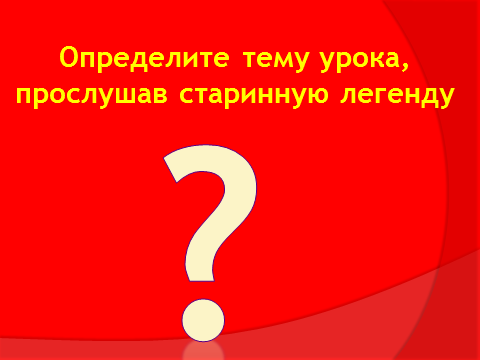 Определите тему урока,
прослушав старинную легенду
?